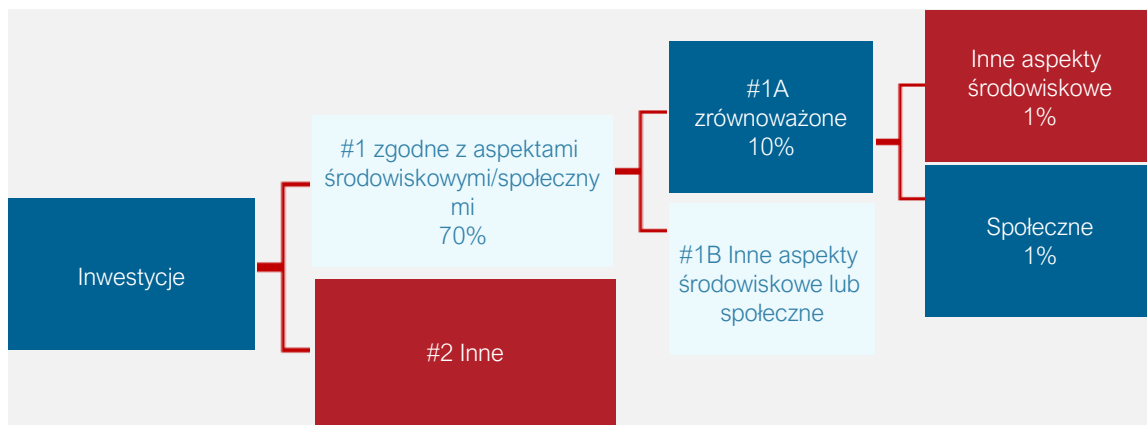 Inwestycje
#1 zgodne z aspektami
środowiskowymi/społeczny
mi
70%
#2 Inne
#1A
zrównoważone
10%
#1B Inne aspekty
środowiskowe lub
społeczne
Inne aspekty
środowiskowe
1%
Społeczne
1%